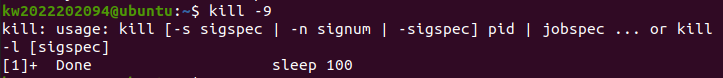 kw2022202094@ubuntu:~$ kill -9
kill: usage: kill [-s sigspec | -n signum | -sigspec] pid | jobspec ... or kill
-l [sigspec]
[1]+  Done                    sleep 100